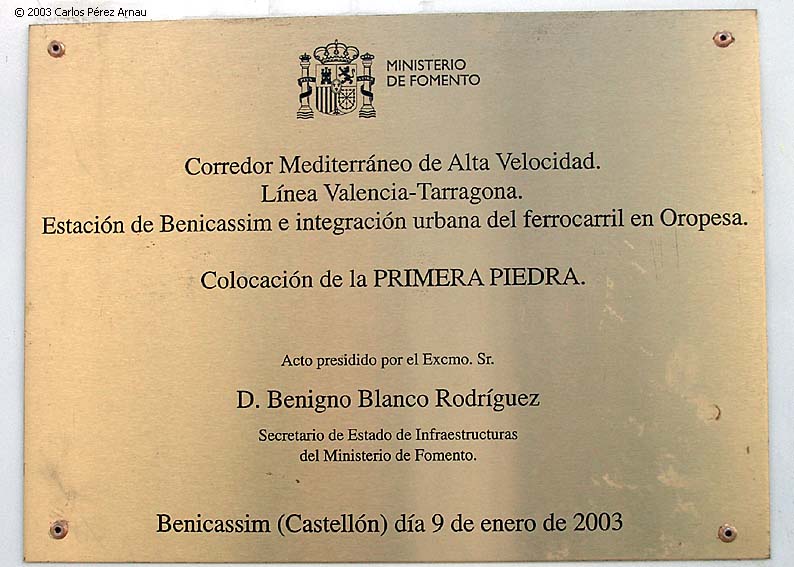 © 2003 Carlos Pérez Arnau
MINISTERIO
DE FOMENTO
Corredor Mediterráneo de Alta Velocidad.
Línea Valencia-Tarragona.
Estación de Benicassim e integración urbana del ferrocarril en Oropesa.
Colocación de la PRIMERA PIEDRA.
Acto presidido por el Excmo. Sr.
D. Benigno Blanco Rodríguez
Secretario de Estado de Infraestructuras
del Ministerio de Fomento.
Benicassim (Castellón) día 9 de enero de 2003